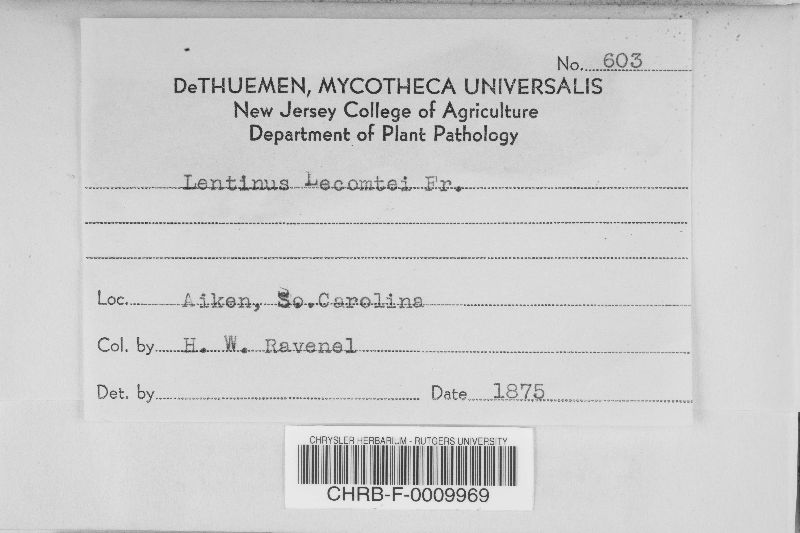 No. 603
DeTHUEMEN, MYCOTHECA UNIVERSALIS
New Jersey College of Agriculture
Department of Plant Pathology
Lentinus Lecomtei Fr.
Loc. Aiken, So.Carolina
Col. by H. W. Ravenel
Det. by Date 1875
CHRYSLER HERBARIUM - RUTGERS UNIVERSITY
CHRB-F-0009969